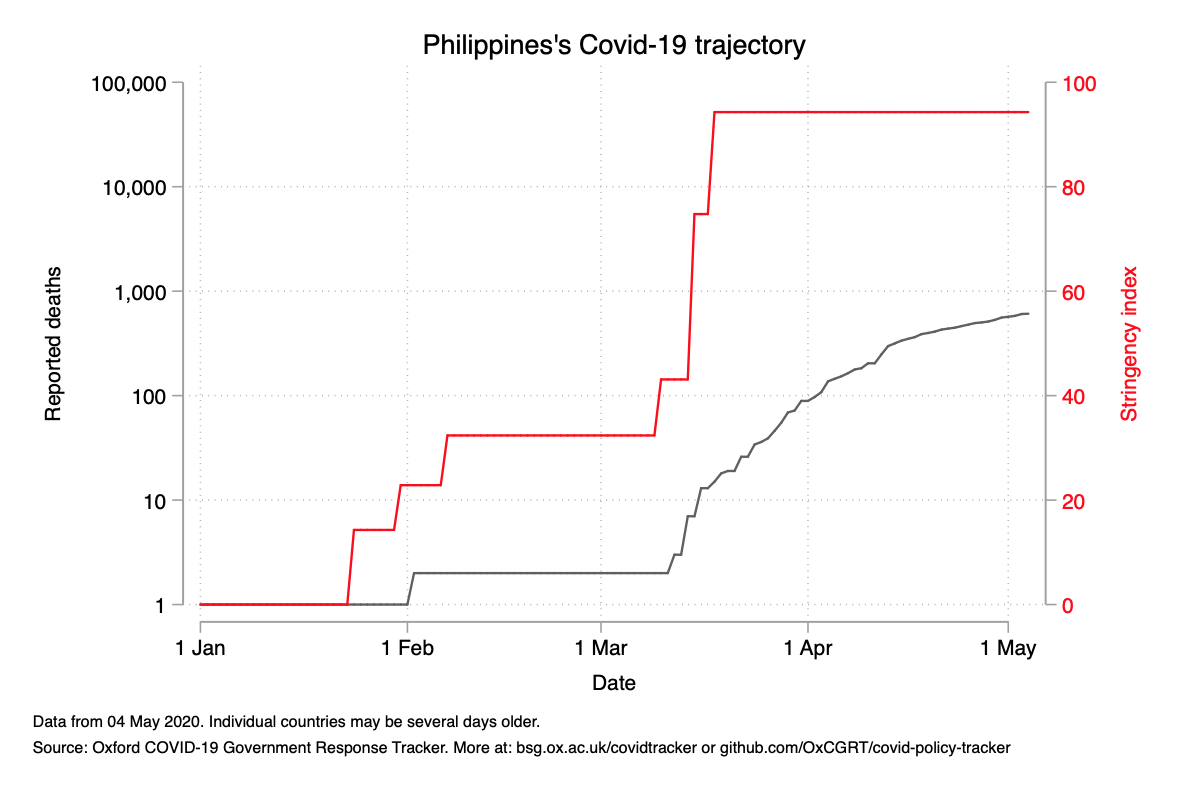 Philippines's Covid-19 trajectory
100,000
10,000
1,000
100
10
1
Reported deaths
100
80
60
40
20
0
Stringency index
1 Jan
1 Feb
1 Mar
1 Apr
1 May
Date
Data from 04 May 2020. Individual countries may be several days older.
Source: Oxford COVID-19 Government Response Tracker. More at: bsg.ox.ac.uk/covidtracker or github.com/OxCGRT/covid-policy-tracker